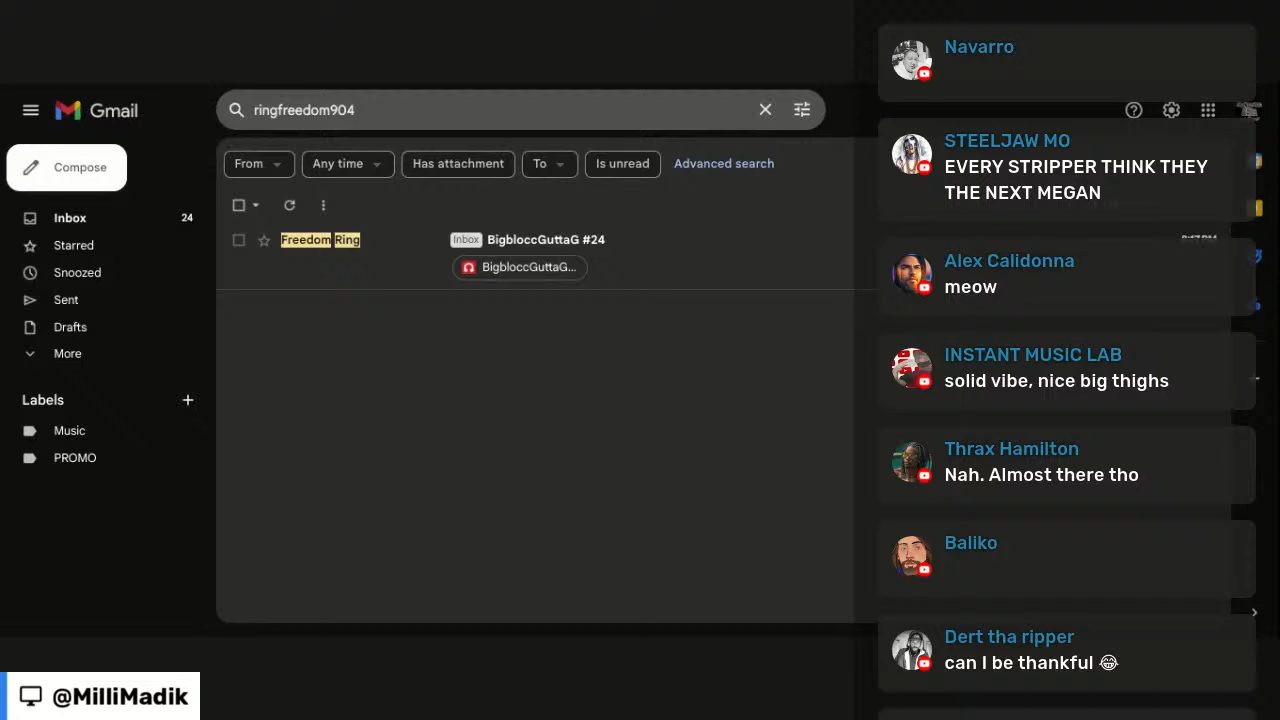 Gmail
ringfreedom904
Compose
From
Any time
Has attachment
To
Is unread
Advanced search
Inbox 24
Starred
Snoozed
Sent
Drafts
More
Labels
Music
PROMO
Freedom Ring
Inbox BigbloccGuttaG #24
BigbloccGuttaG...
Navarro
STEELJAW MO
EVERY STRIPPER THINK THEY
THE NEXT MEGAN
Alex Calidonna
meow
INSTANT MUSIC LAB
solid vibe, nice big thighs
Thrax Hamilton
Nah. Almost there tho
Baliko
Dert tha ripper
can I be thankful 😂
@MilliMadik